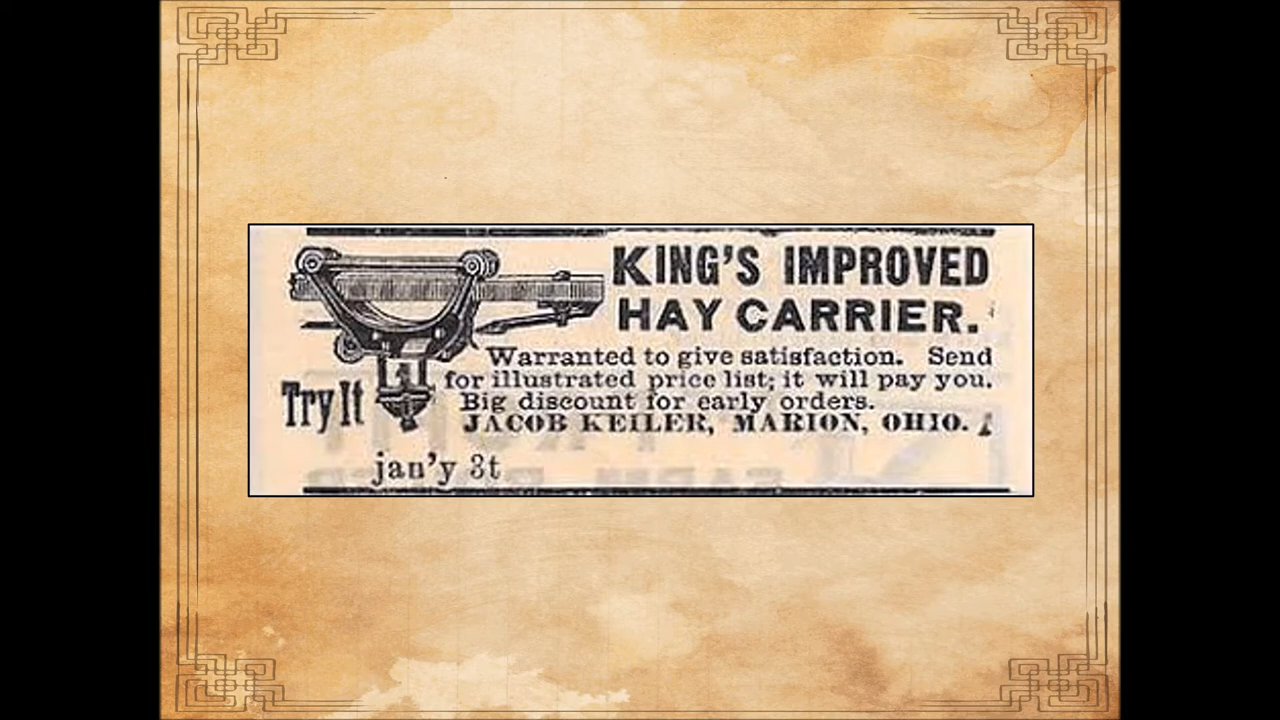 KING'S IMPROVED
HAY CARRIER.
Warranted to give satisfaction. Send
for illustrated price list; it will pay you.
Big discount for early orders.
JACOB KEILER, MARION, OHIO.
Try It
jan'y 3t